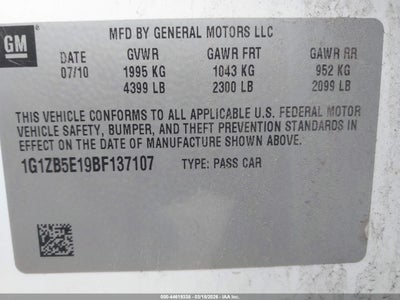 GM
MFD BY GENERAL MOTORS LLC
DATE GVWR GAWR FRT GAWR RR
07/10 1995 KG 1043 KG 952 KG
4399 LB 2300 LB 2099 LB
THIS VEHICLE CONFORMS TO ALL APPLICABLE U.S. FEDERAL MOTOR
VEHICLE SAFETY, BUMPER, AND THEFT PREVENTION STANDARDS IN
EFFECT ON THE DATE OF MANUFACTURE SHOWN ABOVE.
1G1ZB5E19BF137107 TYPE: PASS CAR